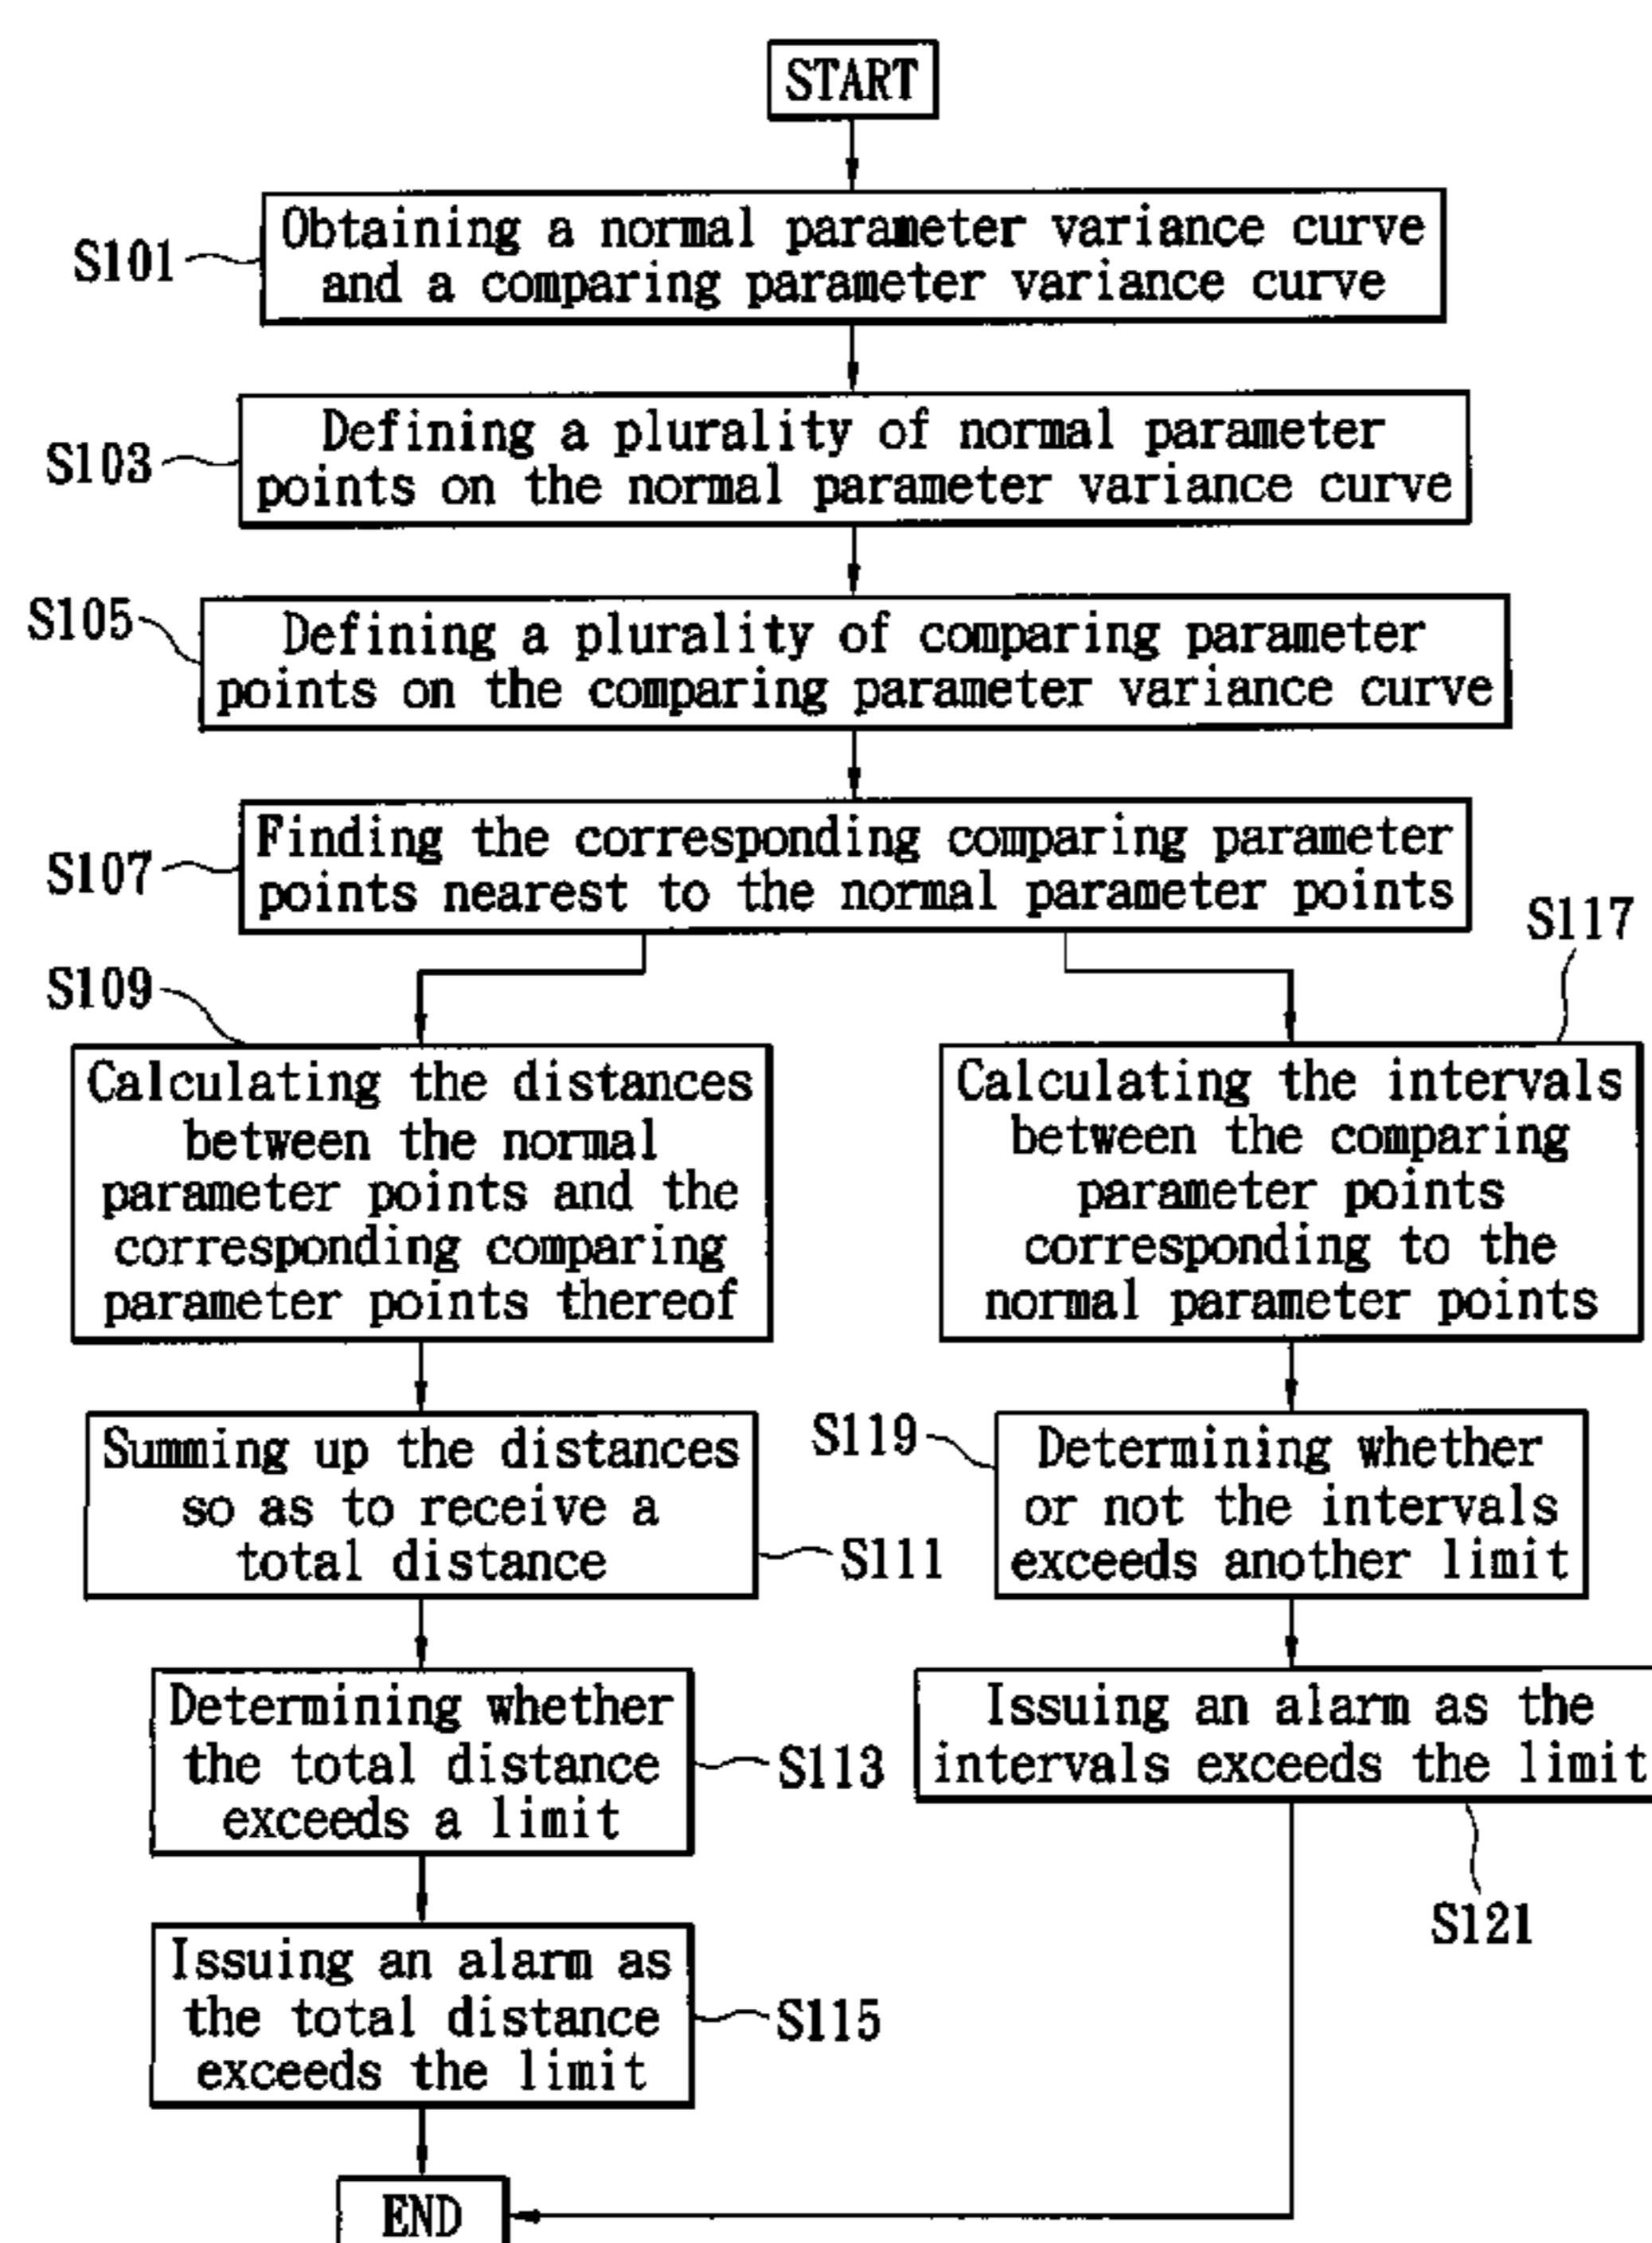 START
S101
Obtaining a normal parameter variance curve
and a comparing parameter variance curve
S103
Defining a plurality of normal parameter
points on the normal parameter variance curve
S105
Defining a plurality of comparing parameter
points on the comparing parameter variance curve
S107
Finding the corresponding comparing parameter
points nearest to the normal parameter points
S109
Calculating the distances
between the normal
parameter points and the
corresponding comparing
parameter points thereof
S117
Calculating the intervals
between the comparing
parameter points
corresponding to the
normal parameter points
Summing up the distances
so as to receive a
total distance
S111
S119
Determining whether
or not the intervals
exceeds another limit
Determining whether
the total distance
exceeds a limit
S113
Issuing an alarm as the
intervals exceeds the limit
S121
Issuing an alarm as
the total distance
exceeds the limit
S115
END